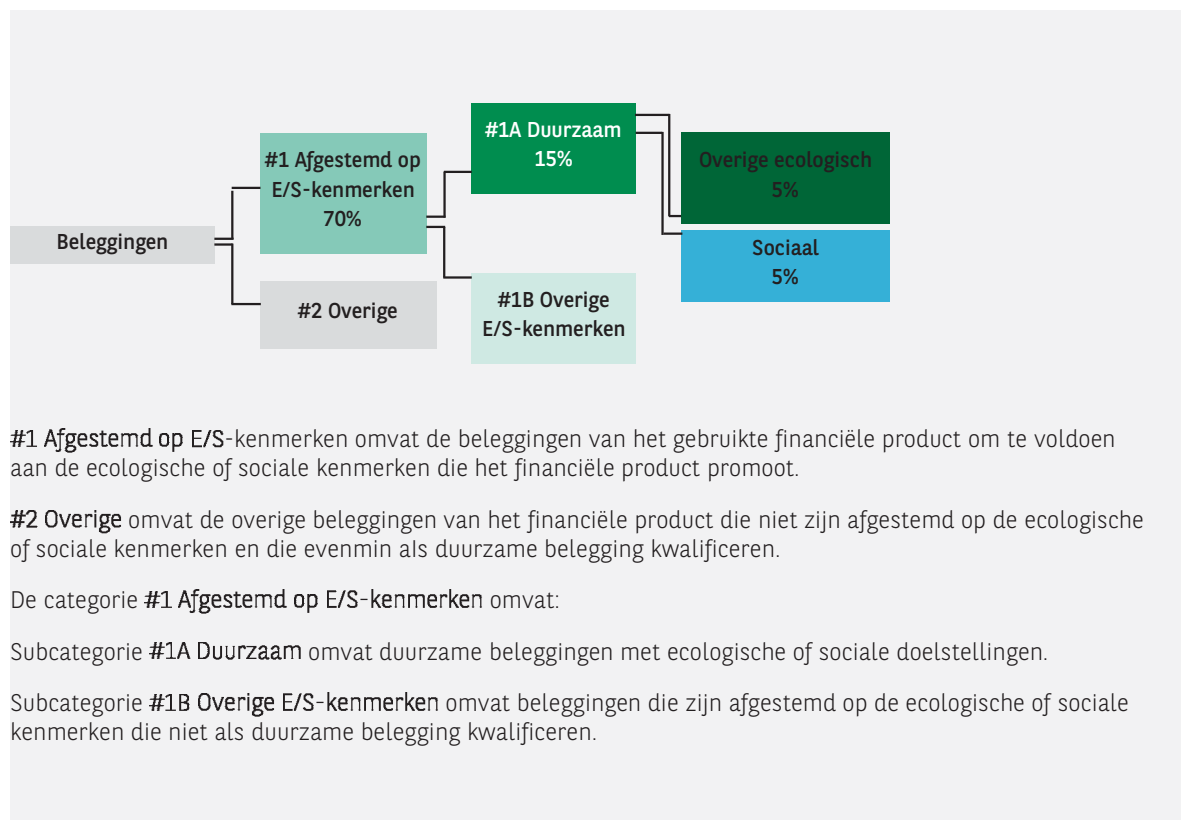 #1A Duurzaam
15%
#1 Afgestemd op
E/S-kenmerken
70%
Overige ecologisch
5%
Beleggingen
Sociaal
5%
#2 Overige
#1B Overige
E/S-kenmerken
#1 Afgestemd op E/S-kenmerken omvat de beleggingen van het gebruikte financiële product om te voldoen
aan de ecologische of sociale kenmerken die het financiële product promoot.
#2 Overige omvat de overige beleggingen van het financiële product die niet zijn afgestemd op de ecologische
of sociale kenmerken en die evenmin als duurzame belegging kwalificeren.
De categorie #1 Afgestemd op E/S-kenmerken omvat:
Subcategorie #1A Duurzaam omvat duurzame beleggingen met ecologische of sociale doelstellingen.
Subcategorie #1B Overige E/S-kenmerken omvat beleggingen die zijn afgestemd op de ecologische of sociale
kenmerken die niet als duurzame belegging kwalificeren.